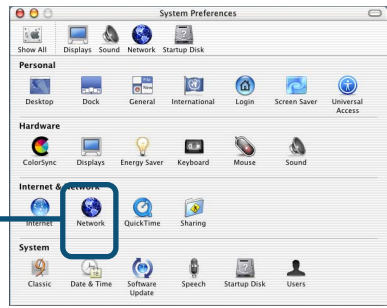 System Preferences
Show All Displays Sound Network Startup Disk
Personal
Desktop Dock General International Login Screen Saver Universal Access
Hardware
ColorSync Displays Energy Saver Keyboard Mouse Sound
Internet & Network
Internet Network QuickTime Sharing
System
Classic Date & Time Software Update Speech Startup Disk Users